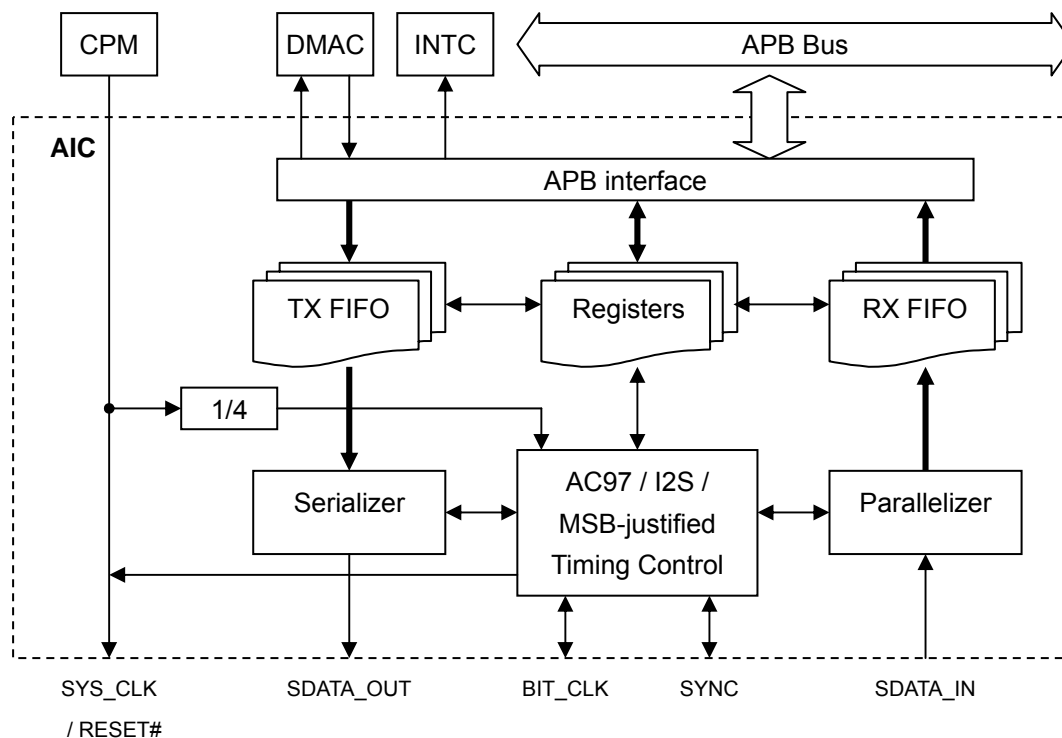 CPM
DMAC
INTC
APB Bus
AIC
APB interface
TX FIFO
Registers
RX FIFO
1/4
Serializer
AC97 / I2S /
MSB-justified
Timing Control
Parallelizer
SYS_CLK
/ RESET#
SDATA_OUT
BIT_CLK
SYNC
SDATA_IN